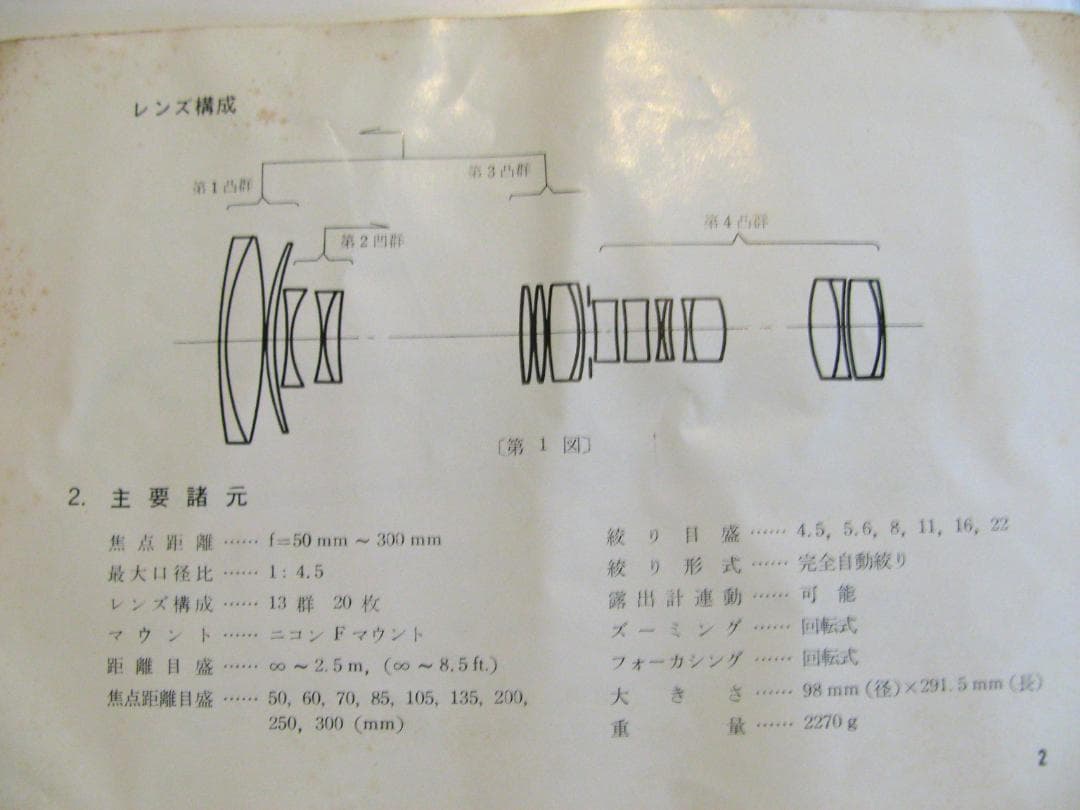 レンズ構成
第1凸群
第3凸群
第2凹群
第4凸群
〔第 1 図〕
2. 主要諸元
焦点距離 …… f=50 mm ~ 300 mm
最大口径比 …… 1 : 4.5
レンズ構成 …… 13 群 20 枚
マウント …… ニコン F マウント
距離目盛 …… ∞ ~ 2.5 m, (∞ ~ 8.5 ft.)
焦点距離目盛 …… 50, 60, 70, 85, 105, 135, 200,
250, 300 (mm)
絞り目盛 …… 4.5, 5.6, 8, 11, 16, 22
絞り形式 …… 完全自動絞り
露出計連動 …… 可能
ズーミング …… 回転式
フォーカシング …… 回転式
大きさ …… 98 mm (径) × 291.5 mm (長)
重量 …… 2270 g
2